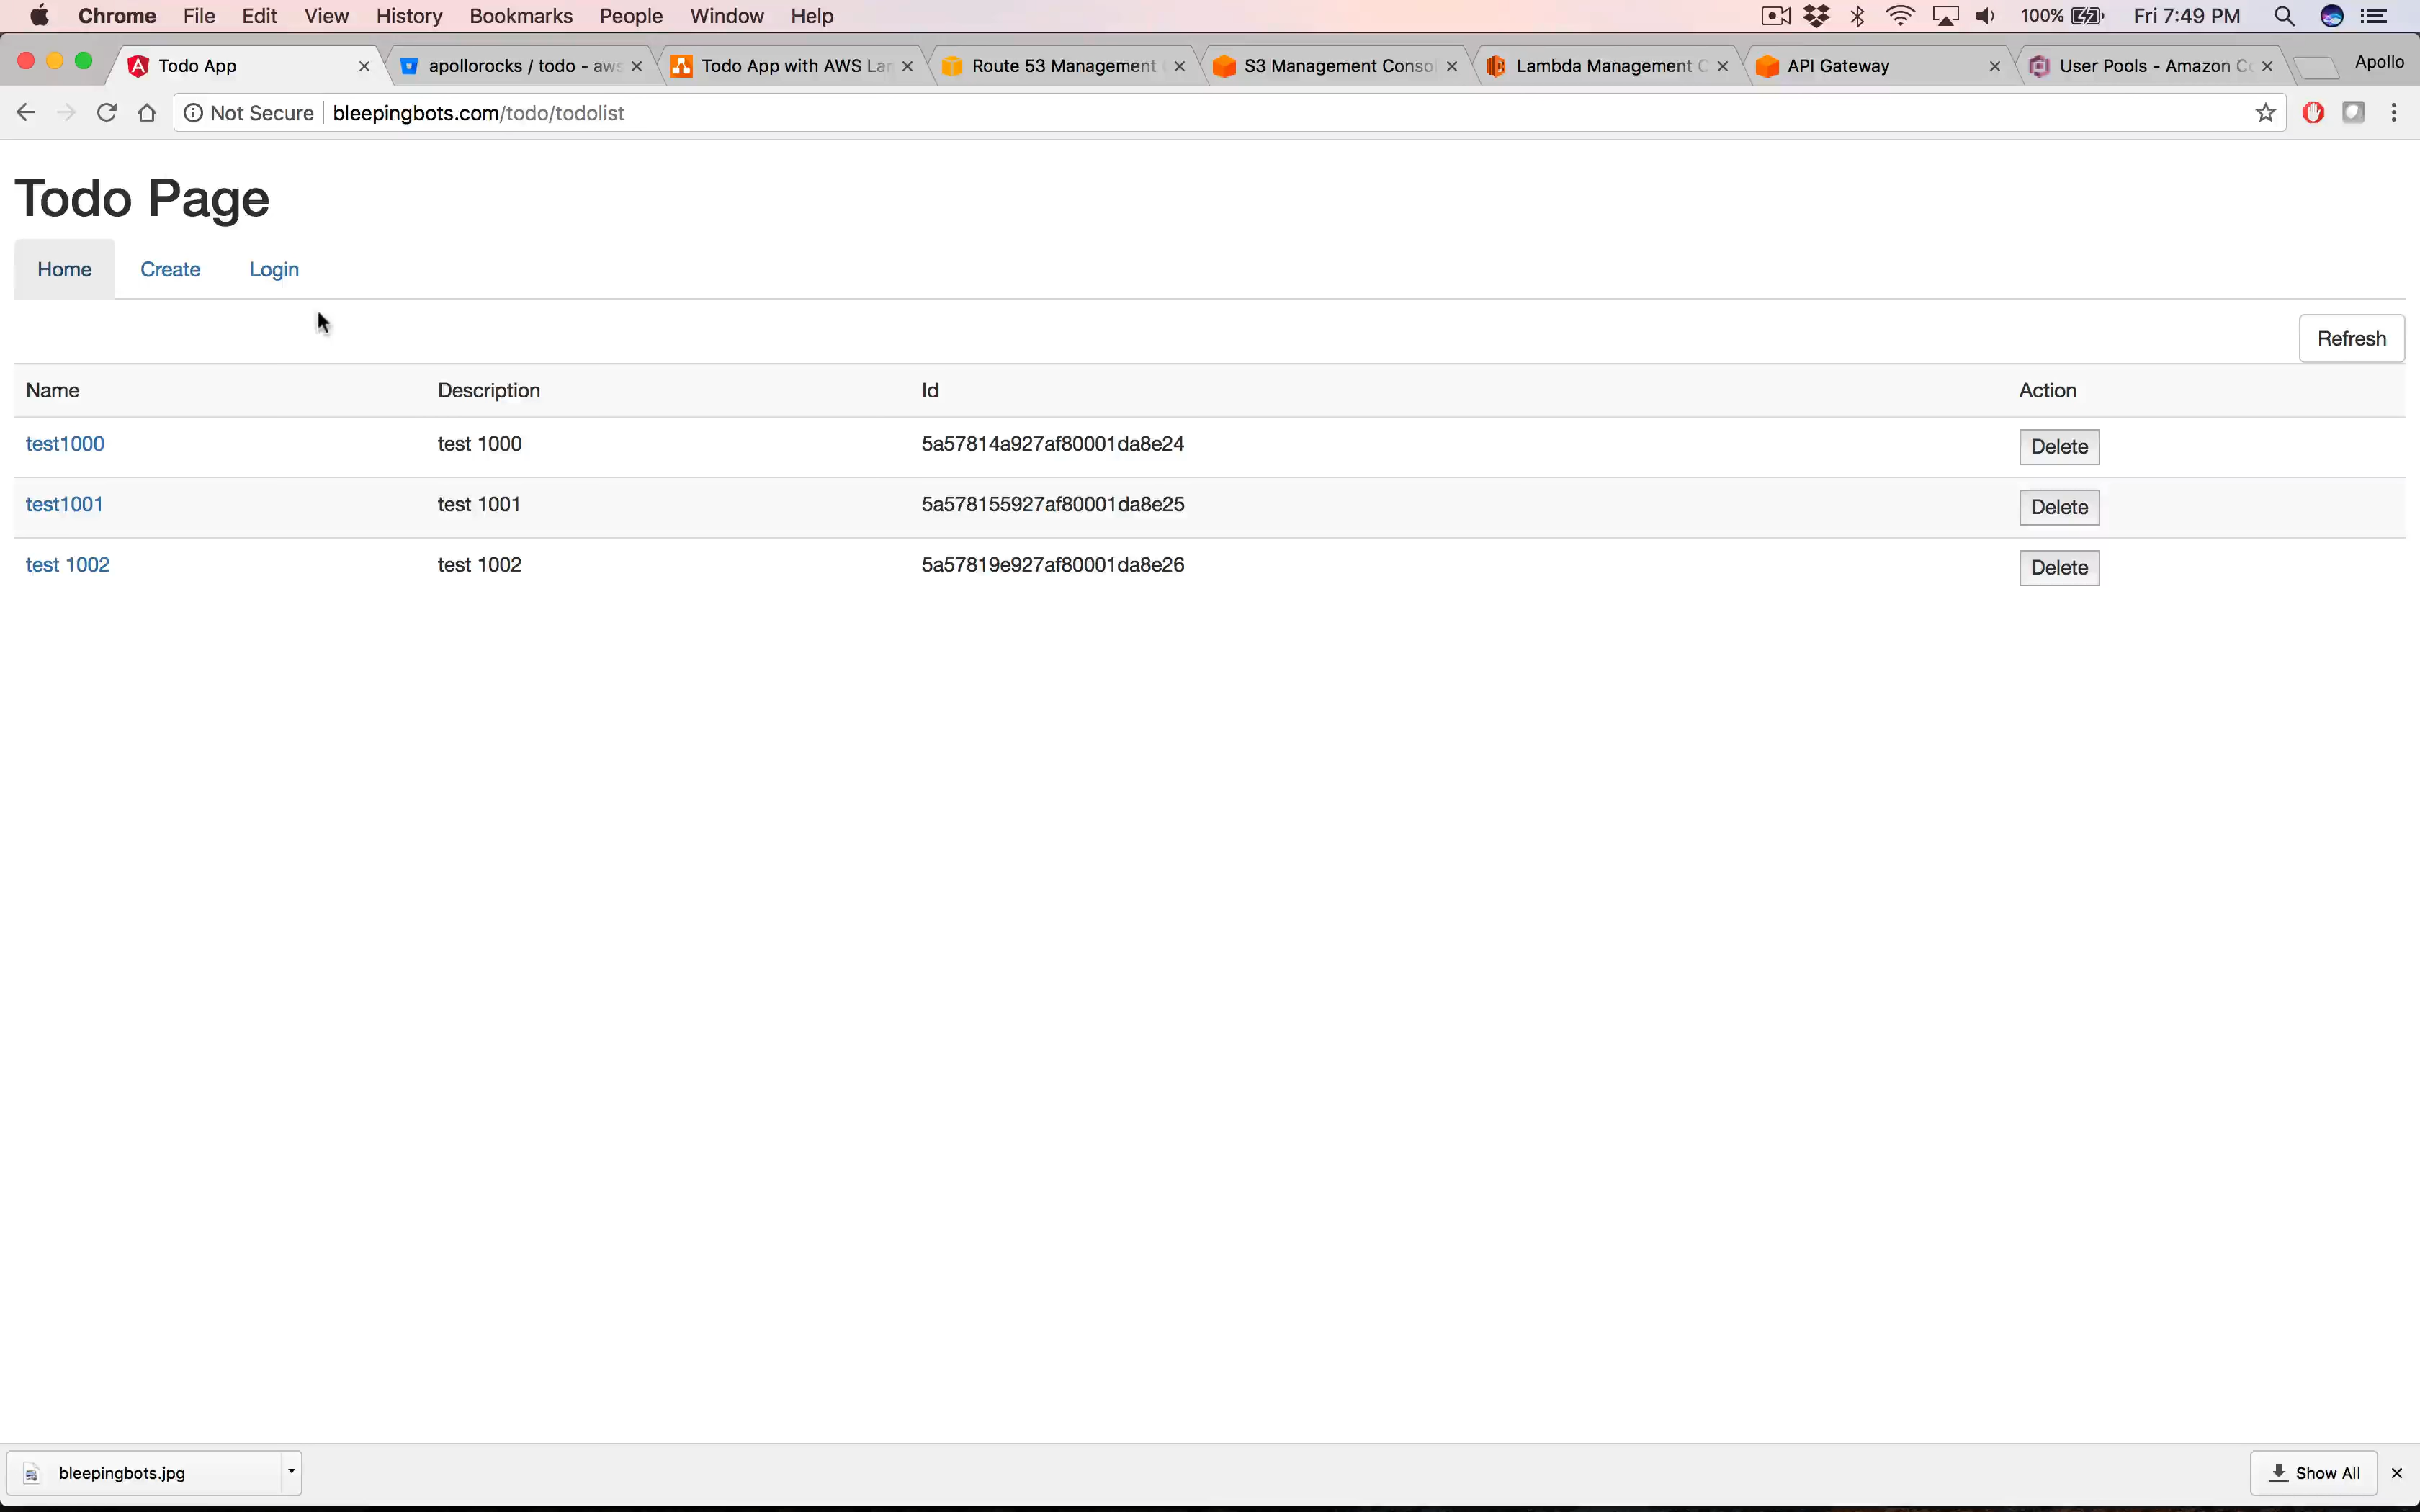 Chrome File Edit View History Bookmarks People Window Help 100% Fri 7:49 PM
Todo App apollorocks / todo - aws Todo App with AWS Lar Route 53 Management S3 Management Conso Lambda Management C API Gateway User Pools - Amazon Co Apollo
Not Secure bleepingbots.com/todo/todolist
Todo Page
Home Create Login
Refresh
Name Description Id Action
test1000 test 1000 5a57814a927af80001da8e24 Delete
test1001 test 1001 5a578155927af80001da8e25 Delete
test 1002 test 1002 5a57819e927af80001da8e26 Delete
bleepingbots.jpg Show All